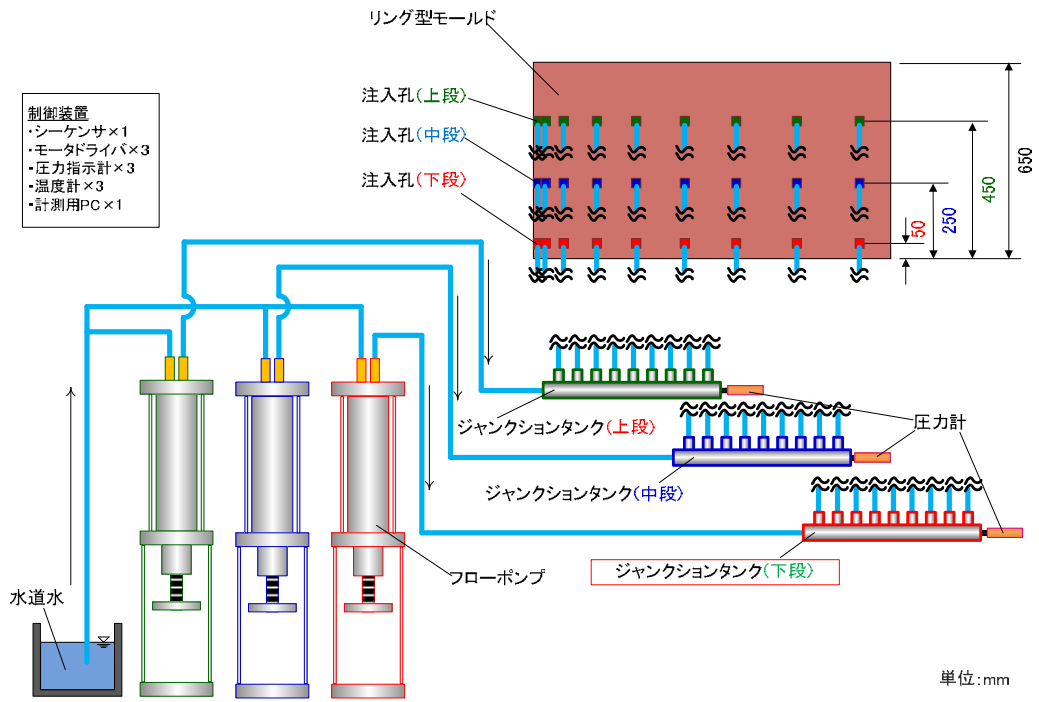 リング型モールド
制御装置
・シーケンサ×1
・モータドライバ×3
・圧力指示計×3
・温度計×3
・計測用PC×1
注入孔(上段)
注入孔(中段)
注入孔(下段)
50
250
450
650
ジャンクションタンク(上段)
圧力計
ジャンクションタンク(中段)
ジャンクションタンク(下段)
フローポンプ
水道水
単位:mm